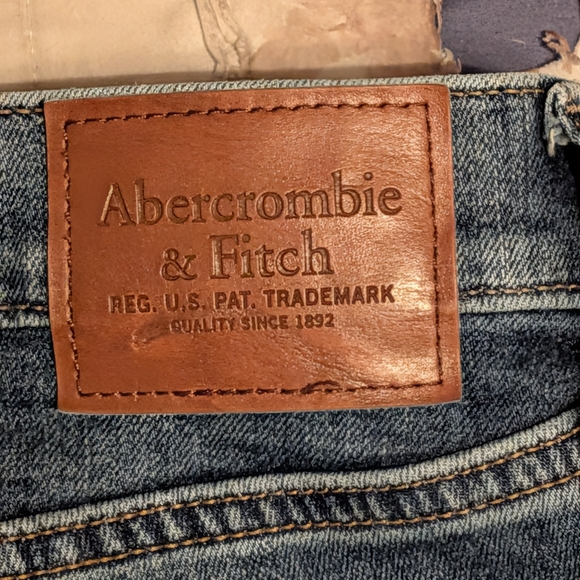 Abercrombie
& Fitch
REG. U.S. PAT. TRADEMARK
QUALITY SINCE 1892